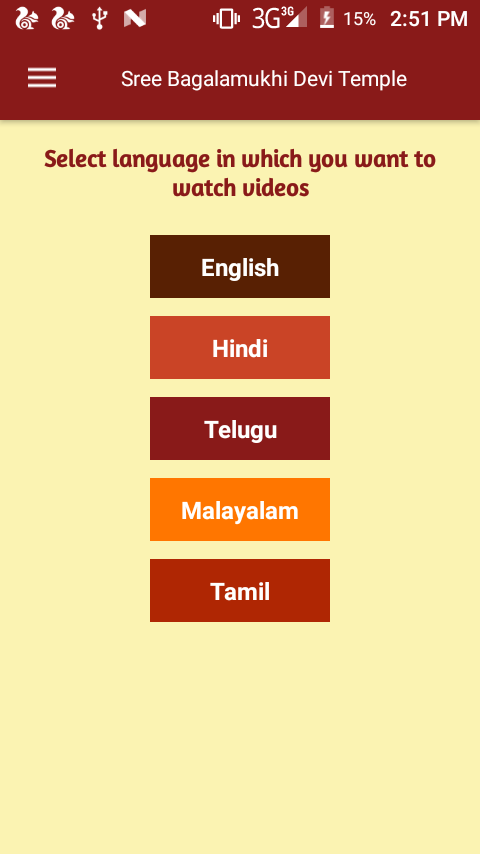 3G 3G 15% 2:51 PM
Sree Bagalamukhi Devi Temple
Select language in which you want to
watch videos
English
Hindi
Telugu
Malayalam
Tamil